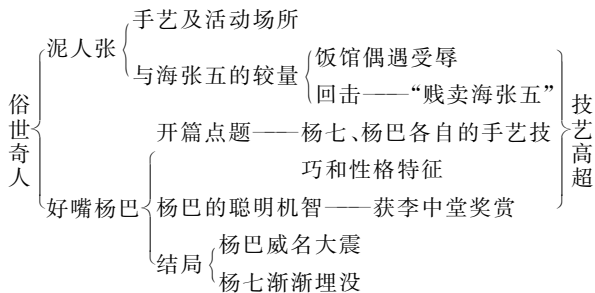 俗世奇人
泥人张
手艺及活动场所
与海张五的较量
饭馆偶遇受辱
回击——“贱卖海张五”
好嘴杨巴
开篇点题——杨七、杨巴各自的手艺技
巧和性格特征
杨巴的聪明机智——获李中堂奖赏
结局
杨巴威名大震
杨七渐渐埋没
技艺高超